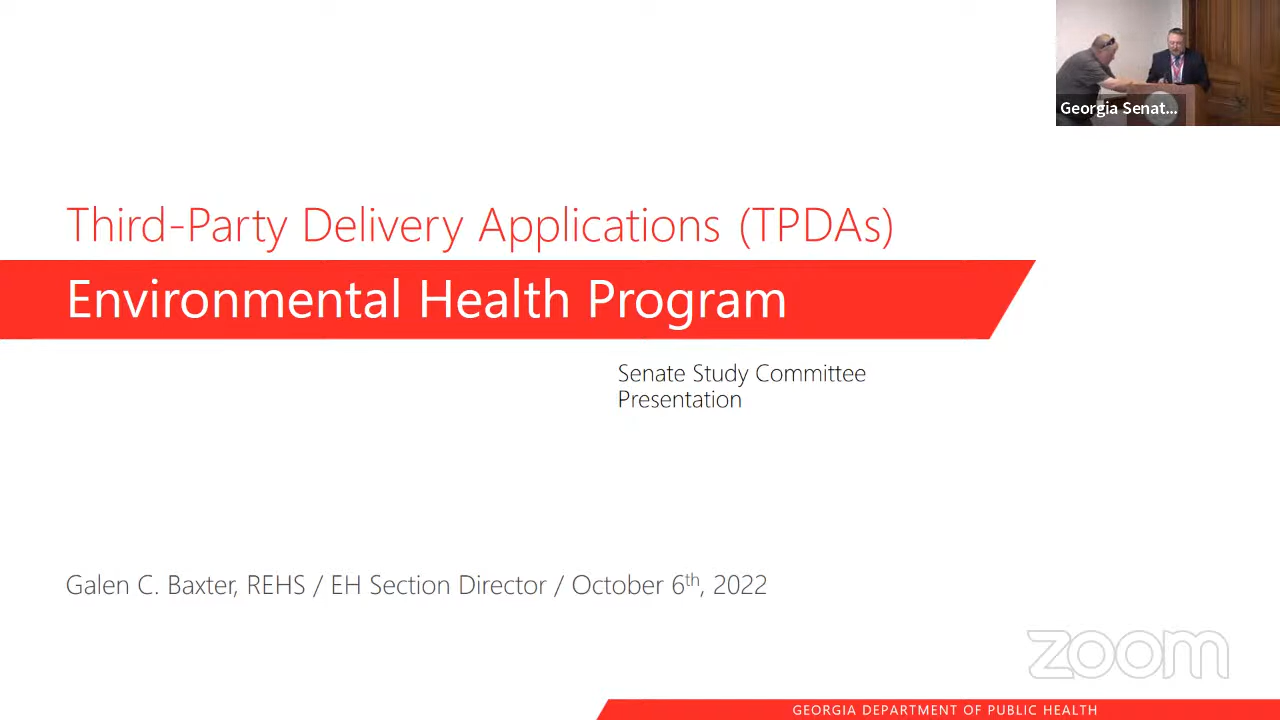 Georgia Senat...
Third-Party Delivery Applications (TPDAs)
Environmental Health Program
Senate Study Committee
Presentation
Galen C. Baxter, REHS / EH Section Director / October 6th, 2022
zoom
GEORGIA DEPARTMENT OF PUBLIC HEALTH